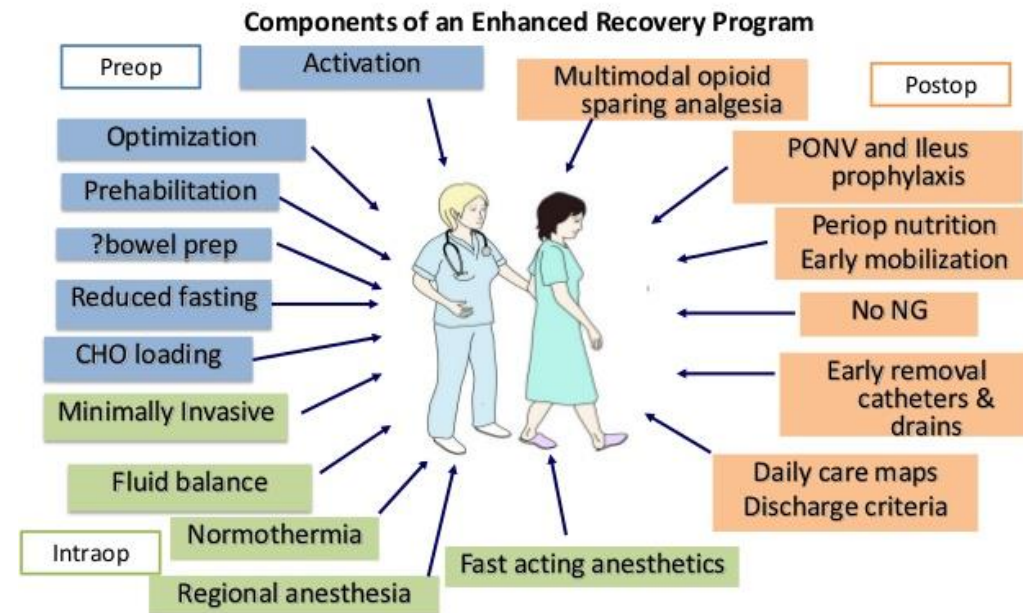 Components of an Enhanced Recovery Program
Preop
Activation
Optimization
Prehabilitation
?bowel prep
Reduced fasting
CHO loading
Minimally Invasive
Fluid balance
Normothermia
Intraop
Regional anesthesia
Fast acting anesthetics
Multimodal opioid
sparing analgesia
Postop
PONV and Ileus
prophylaxis
Periop nutrition
Early mobilization
No NG
Early removal
catheters &
drains
Daily care maps
Discharge criteria